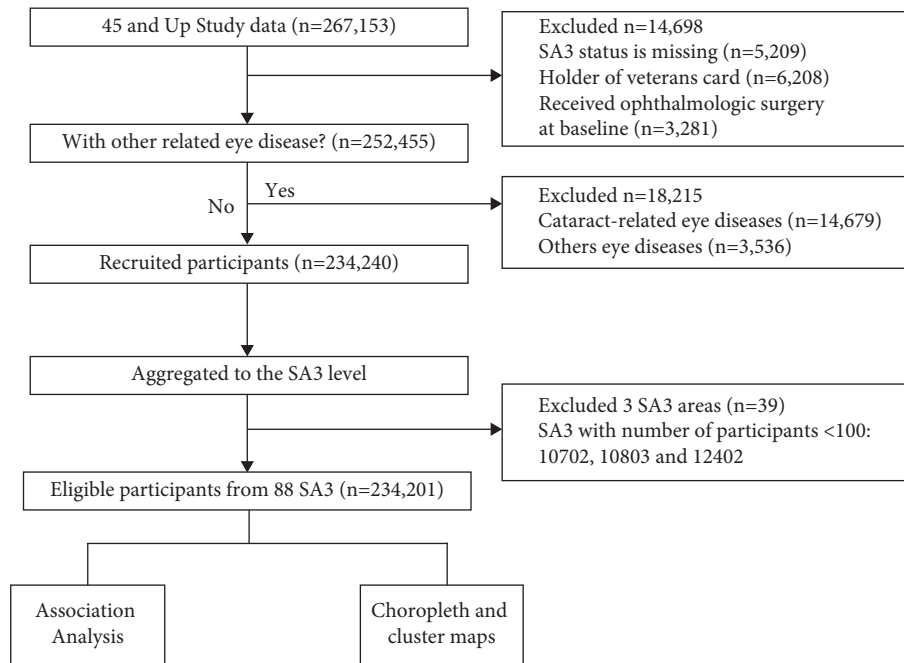 45 and Up Study data (n=267,153)
Excluded n=14,698
SA3 status is missing (n=5,209)
Holder of veterans card (n=6,208)
Received ophthalmologic surgery
at baseline (n=3,281)
With other related eye disease? (n=252,455)
Yes
No
Excluded n=18,215
Cataract-related eye diseases (n=14,679)
Others eye diseases (n=3,536)
Recruited participants (n=234,240)
Aggregated to the SA3 level
Excluded 3 SA3 areas (n=39)
SA3 with number of participants <100:
10702, 10803 and 12402
Eligible participants from 88 SA3 (n=234,201)
Association
Analysis
Choropleth and
cluster maps